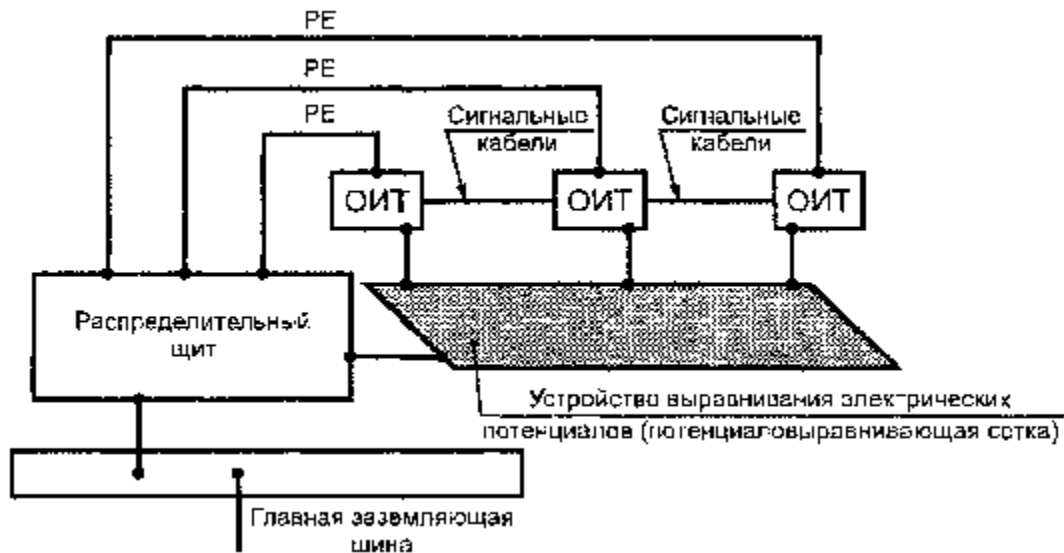 PE
PE
PE
Сигнальные
кабели
Сигнальные
кабели
ОИТ
ОИТ
ОИТ
Распределительный
щит
Устройство выравнивания электрических
потенциалов (потенциаловыравнивающая сетка)
Главная заземляющая
шина